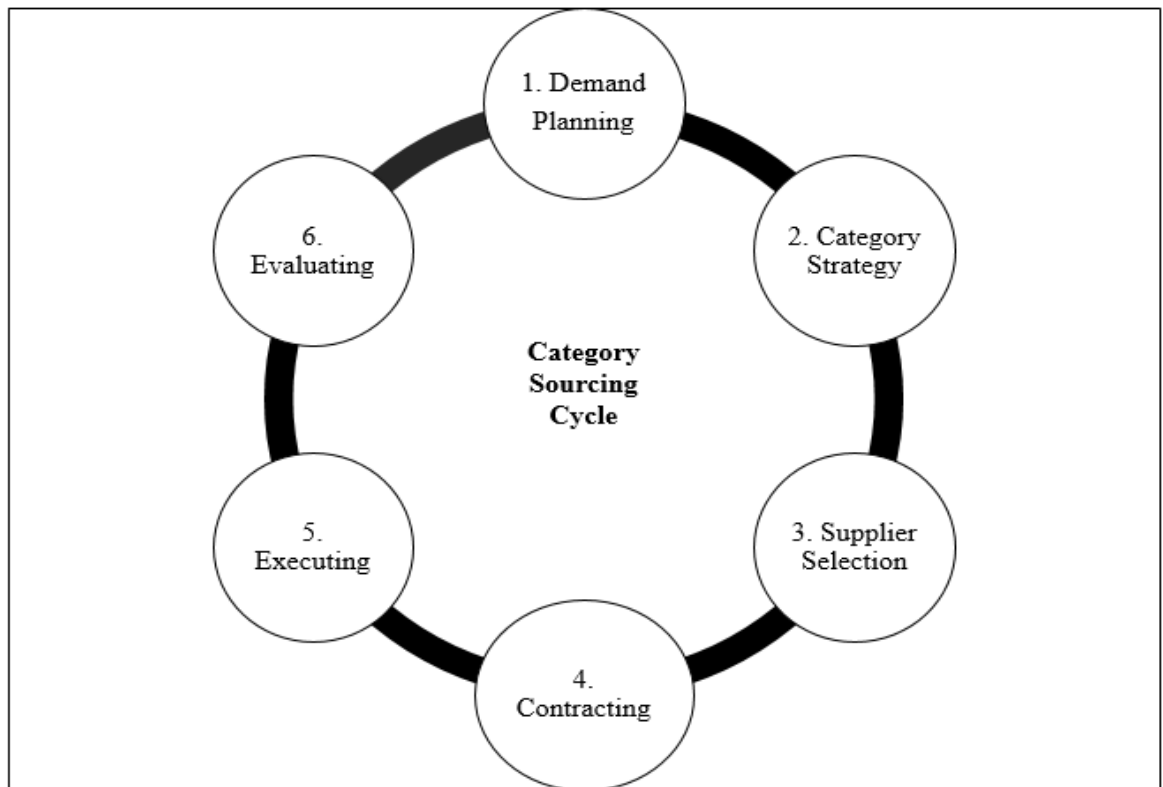 1. Demand
Planning
2. Category
Strategy
3. Supplier
Selection
4.
Contracting
5.
Executing
6.
Evaluating
Category
Sourcing
Cycle